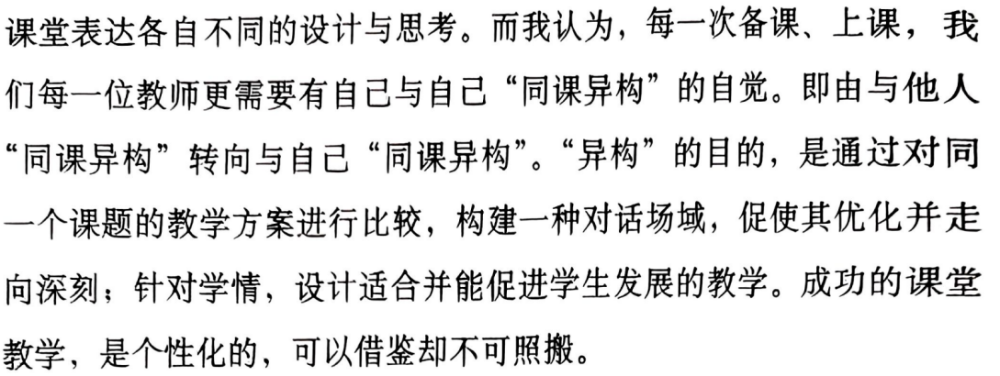 课堂表达各自不同的设计与思考。而我认为，每一次备课、上课，我
们每一位教师更需要有自己与自己“同课异构”的自觉。即由与他人
“同课异构”转向与自己“同课异构”。“异构”的目的，是通过对同
一个课题的教学方案进行比较，构建一种对话场域，促使其优化并走
向深刻；针对学情，设计适合并能促进学生发展的教学。成功的课堂
教学，是个性化的，可以借鉴却不可照搬。